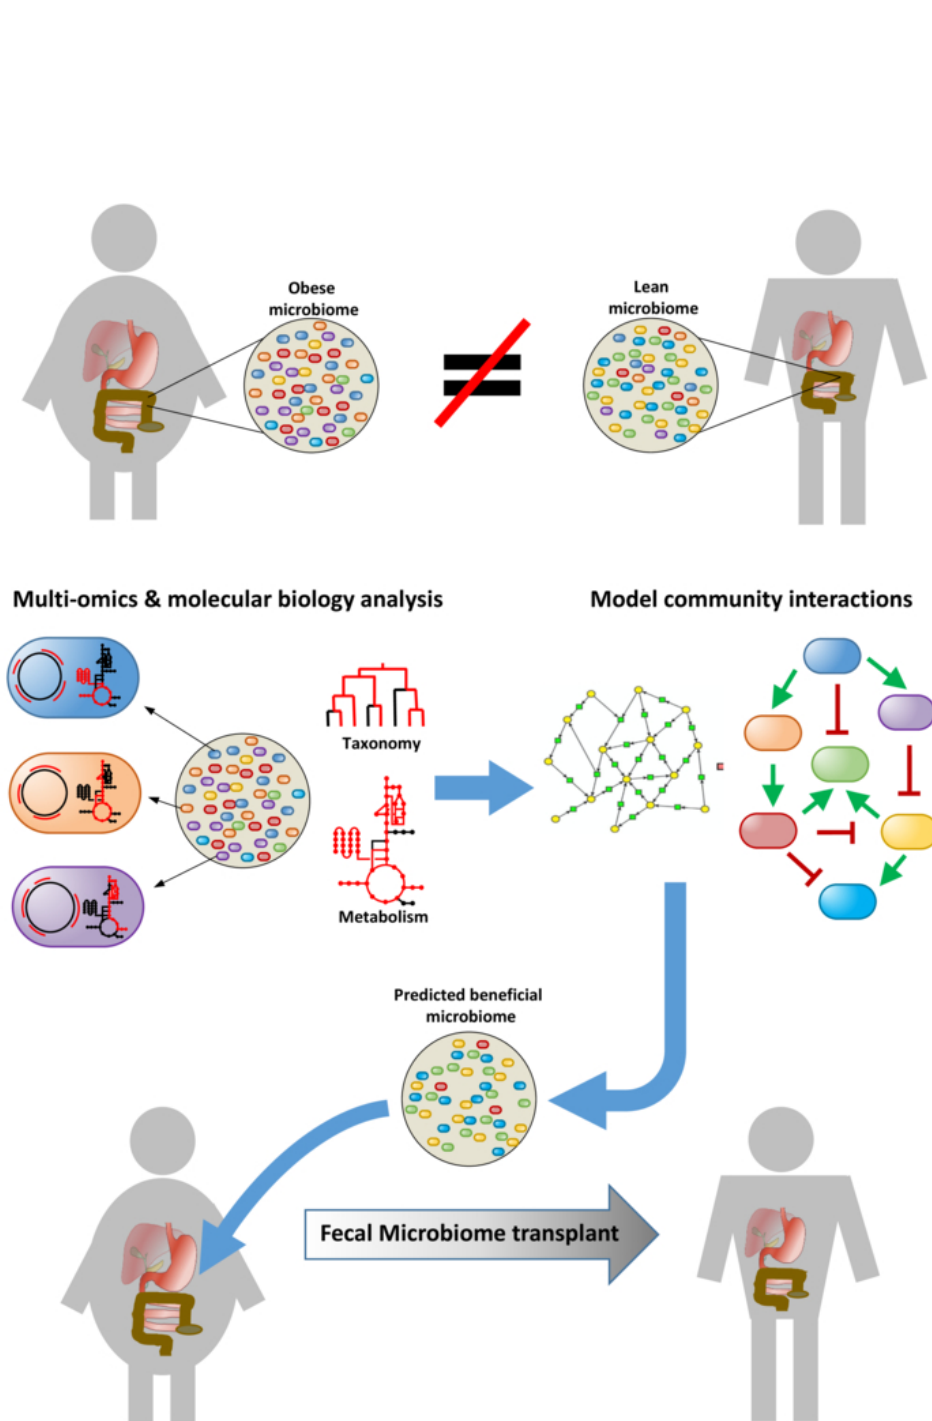 Obese
microbiome
Lean
microbiome
Multi-omics & molecular biology analysis
Model community interactions
Taxonomy
Metabolism
Predicted beneficial
microbiome
Fecal Microbiome transplant